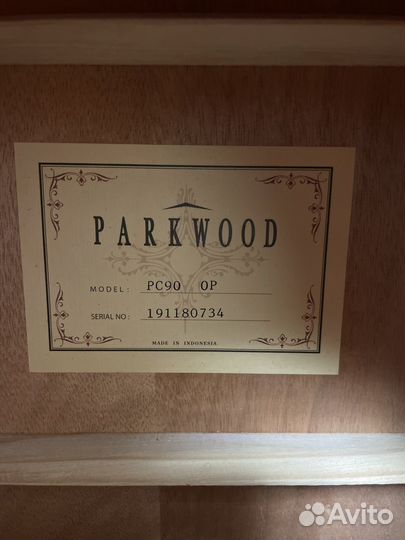 PARKWOOD
MODEL: PC90 OP
SERIAL NO: 191180734
MADE IN INDONESIA
Avito